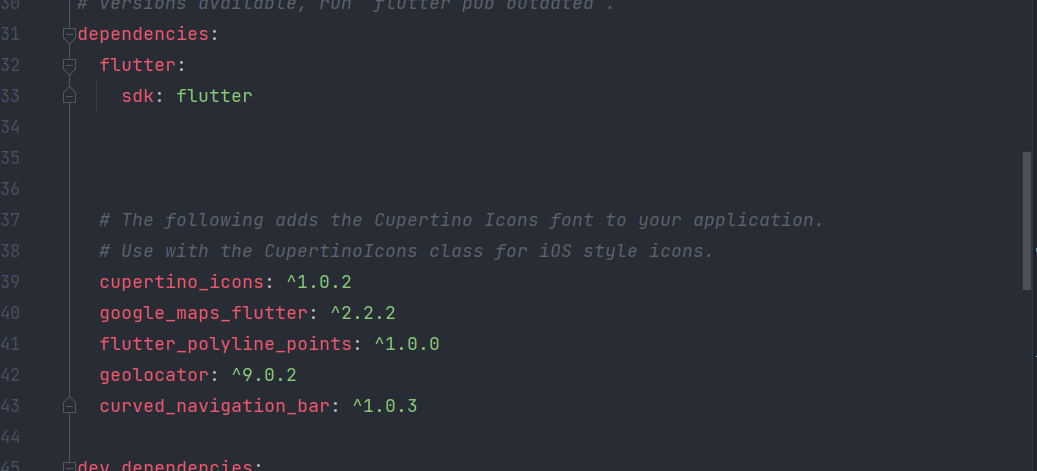 30 # versions available, run `flutter pub outdated`.
31 dependencies:
32 flutter:
33 sdk: flutter
34
35
36
37 # The following adds the Cupertino Icons font to your application.
38 # Use with the CupertinoIcons class for iOS style icons.
39 cupertino_icons: ^1.0.2
40 google_maps_flutter: ^2.2.2
41 flutter_polyline_points: ^1.0.0
42 geolocator: ^9.0.2
43 curved_navigation_bar: ^1.0.3
44
45 dev_dependencies: